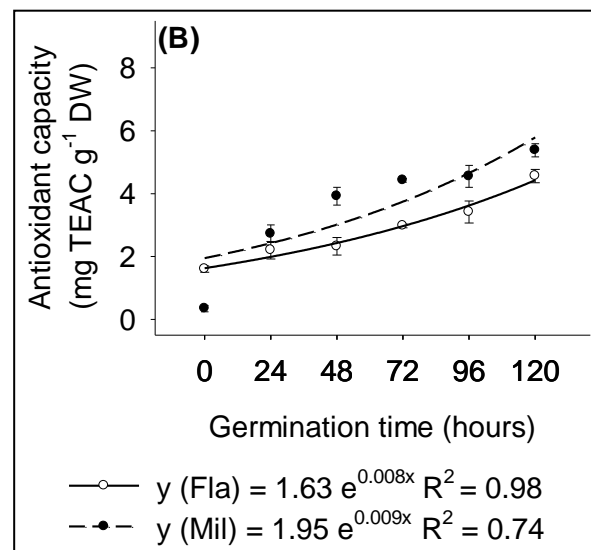 (B)
Antioxidant capacity
(mg TEAC g⁻¹ DW)
8
6
4
2
0
0 24 48 72 96 120
Germination time (hours)
y (Fla) = 1.63 e⁰·⁰⁰⁸ˣ R² = 0.98
y (Mil) = 1.95 e⁰·⁰⁰⁹ˣ R² = 0.74